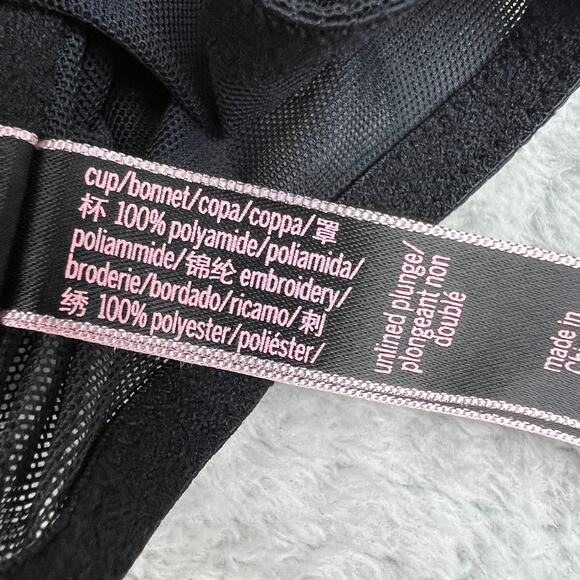 cup/bonnet/copa/coppa/罩
杯 100% polyamide/poliamida/
poliammide/锦纶 embroidery/
broderie/bordado/ricamo/刺
绣 100% polyester/poliéster/
unlined plunge/
plongeant non
doublé
made in